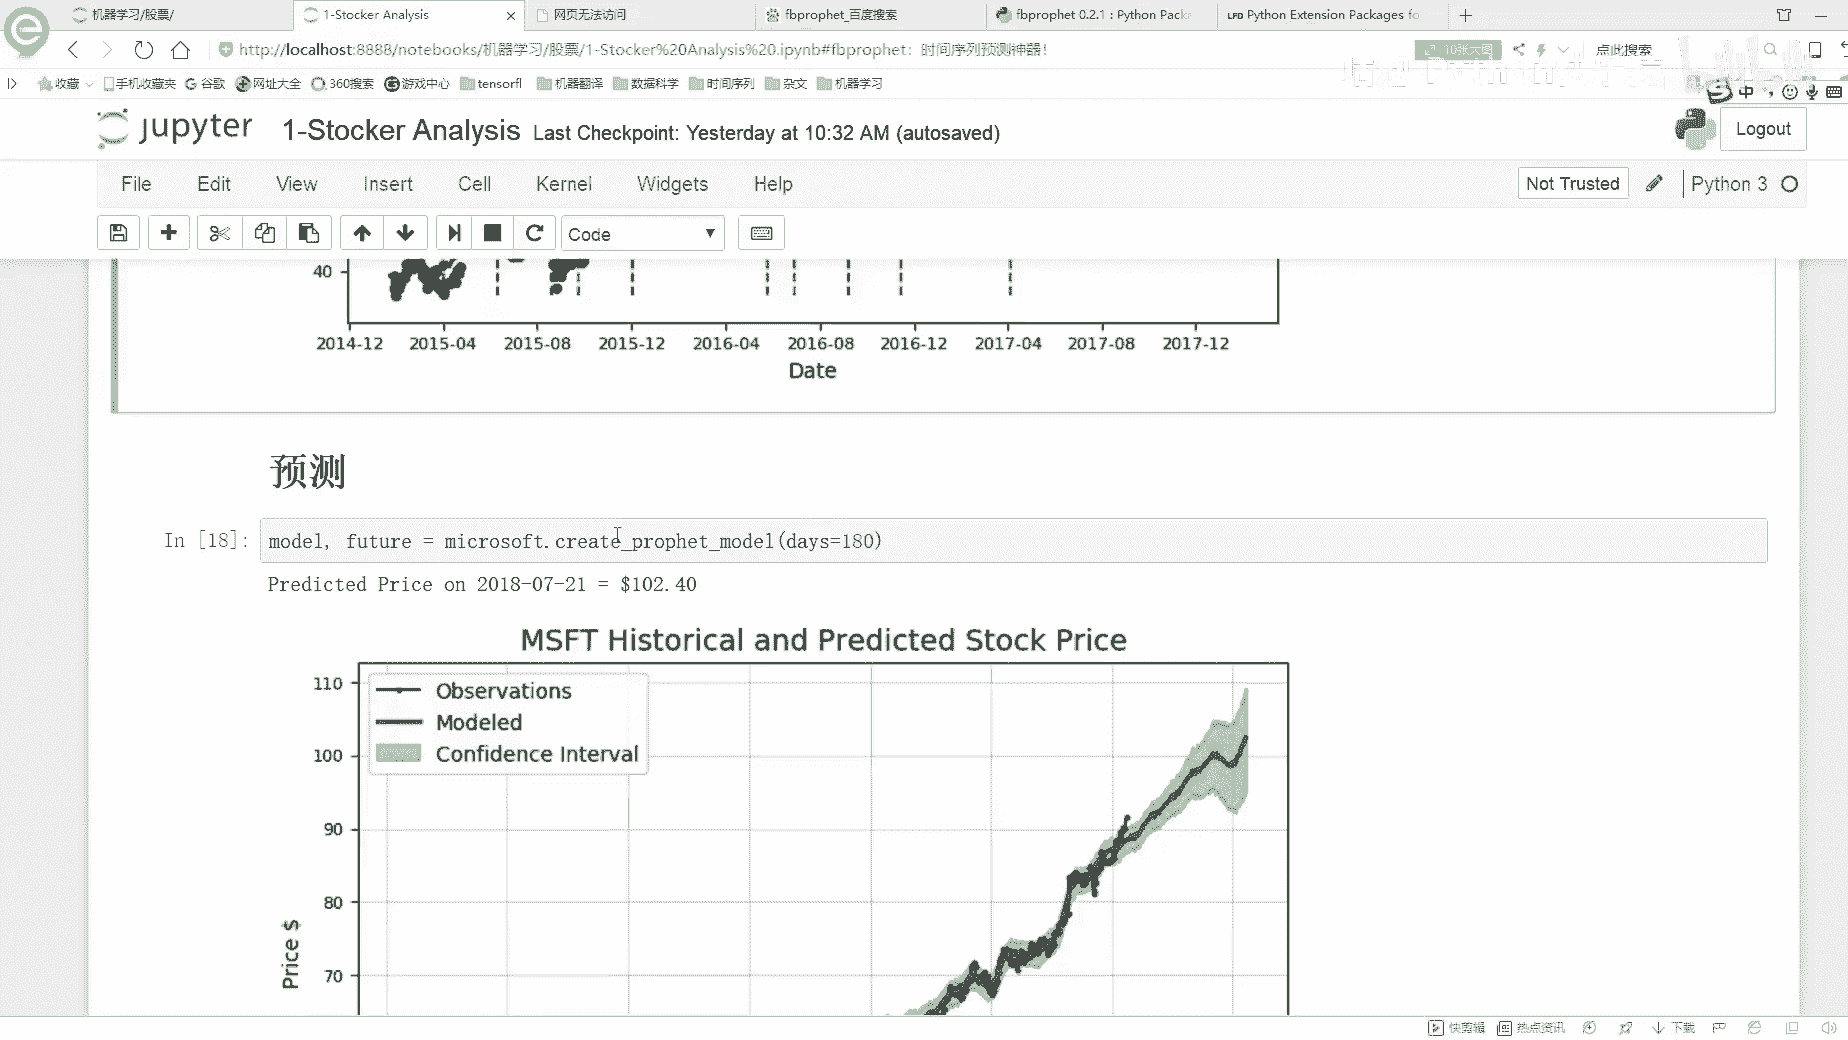 机器学习/股票/
1-Stocker Analysis
网页无法访问
fbprophet_百度搜索
fbprophet 0.2.1 : Python Pack
LFD Python Extension Packages fo
http://localhost:8888/notebooks/机器学习/股票/1-Stocker%20Analysis%20.ipynb#fbprophet：时间序列预测神器！
10张大图
点此搜索
收藏 手机收藏夹 谷歌 网址大全 360搜索 游戏中心 tensorfl 机器翻译 数据科学 时间序列 杂文 机器学习
中
jupyter 1-Stocker Analysis Last Checkpoint: Yesterday at 10:32 AM (autosaved)
Logout
File Edit View Insert Cell Kernel Widgets Help
Not Trusted
Python 3
Code
40
2014-12 2015-04 2015-08 2015-12 2016-04 2016-08 2016-12 2017-04 2017-08 2017-12
Date
预测
In [18]: model, future = microsoft.create_prophet_model(days=180)
Predicted Price on 2018-07-21 = $102.40
MSFT Historical and Predicted Stock Price
110
100
90
80
70
Price $
Observations
Modeled
Confidence Interval
快剪辑 热点资讯 下载